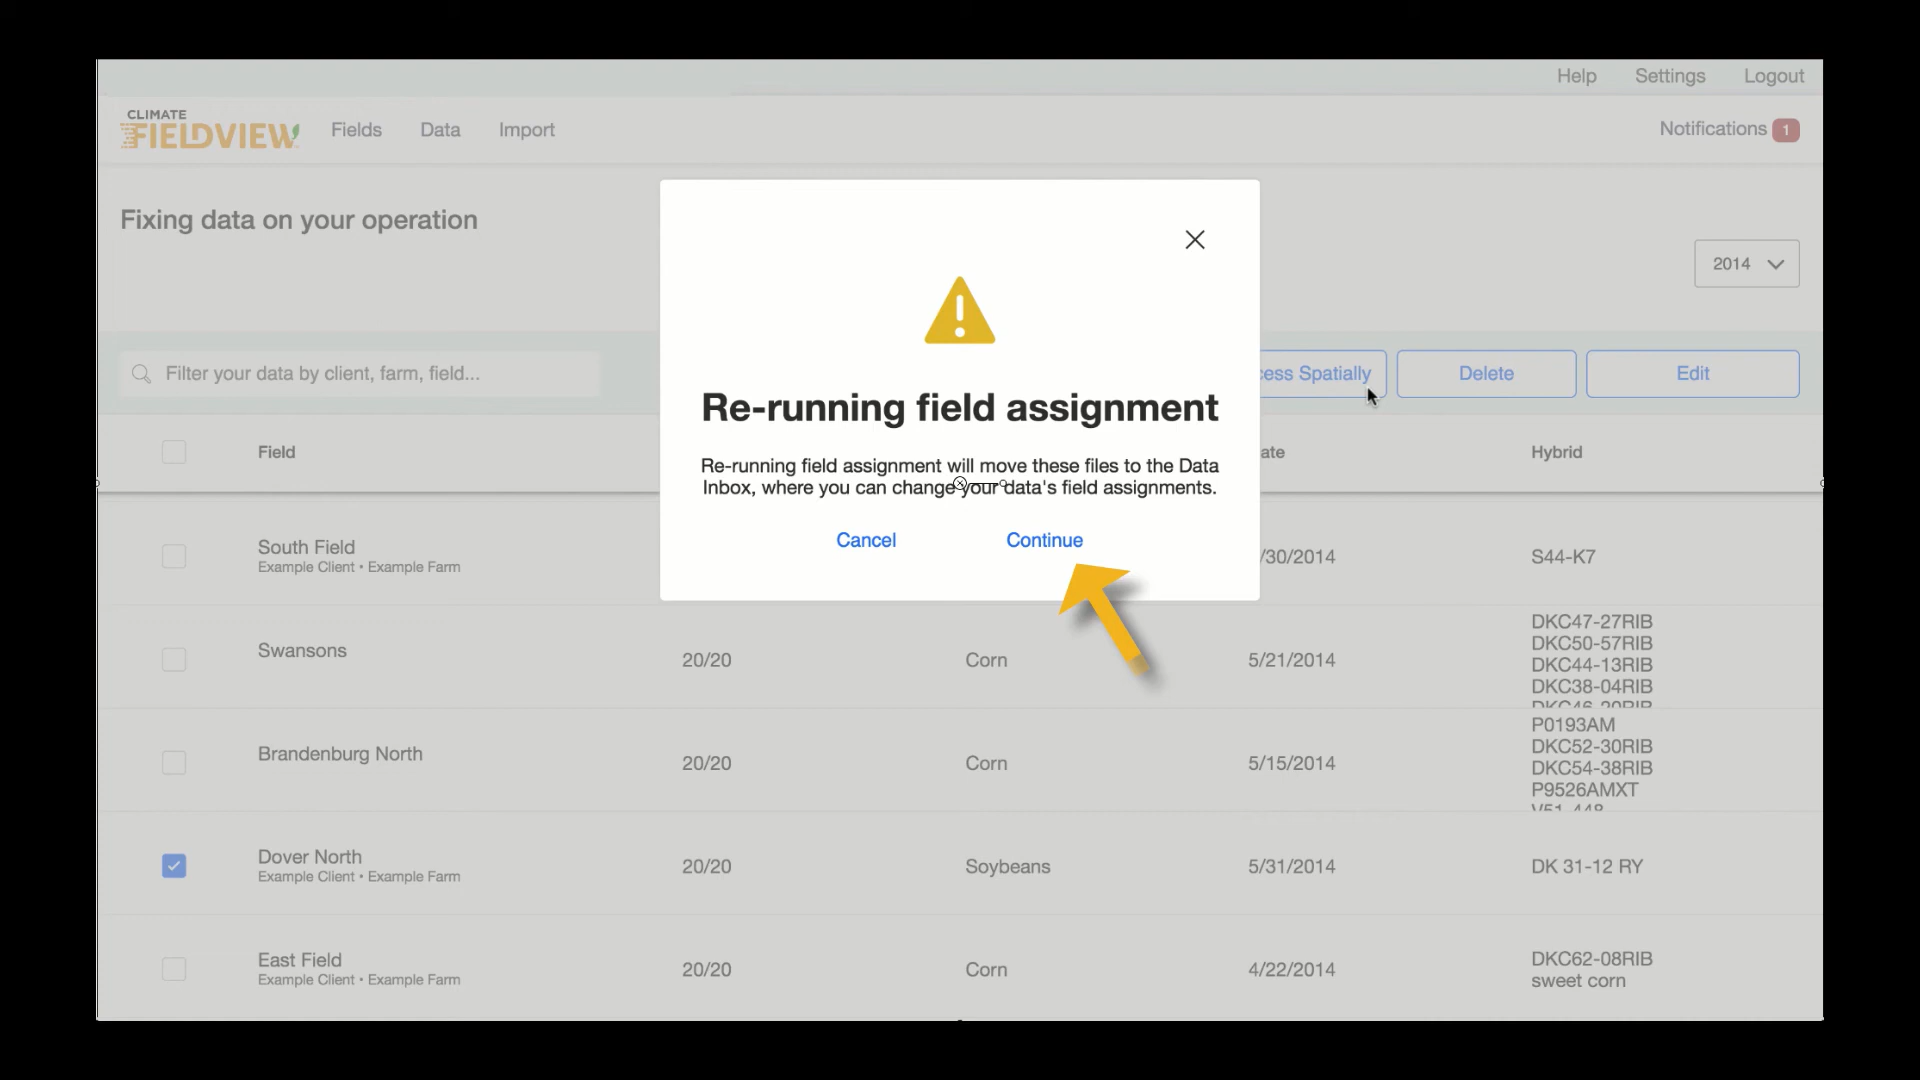 Help Settings Logout
CLIMATE
FIELDVIEW Fields Data Import Notifications 1
Fixing data on your operation
2014
Filter your data by client, farm, field...
cess Spatially Delete Edit
Re-running field assignment
Re-running field assignment will move these files to the Data
Inbox, where you can change your data's field assignments.
Cancel Continue
Field ate Hybrid
South Field
Example Client • Example Farm
/30/2014 S44-K7
Swansons 20/20 Corn 5/21/2014
DKC47-27RIB
DKC50-57RIB
DKC44-13RIB
DKC38-04RIB
DKC46-20RIB
Brandenburg North 20/20 Corn 5/15/2014
P0193AM
DKC52-30RIB
DKC54-38RIB
P9526AMXT
Dover North
Example Client • Example Farm
20/20 Soybeans 5/31/2014 DK 31-12 RY
East Field
Example Client • Example Farm
20/20 Corn 4/22/2014
DKC62-08RIB
sweet corn